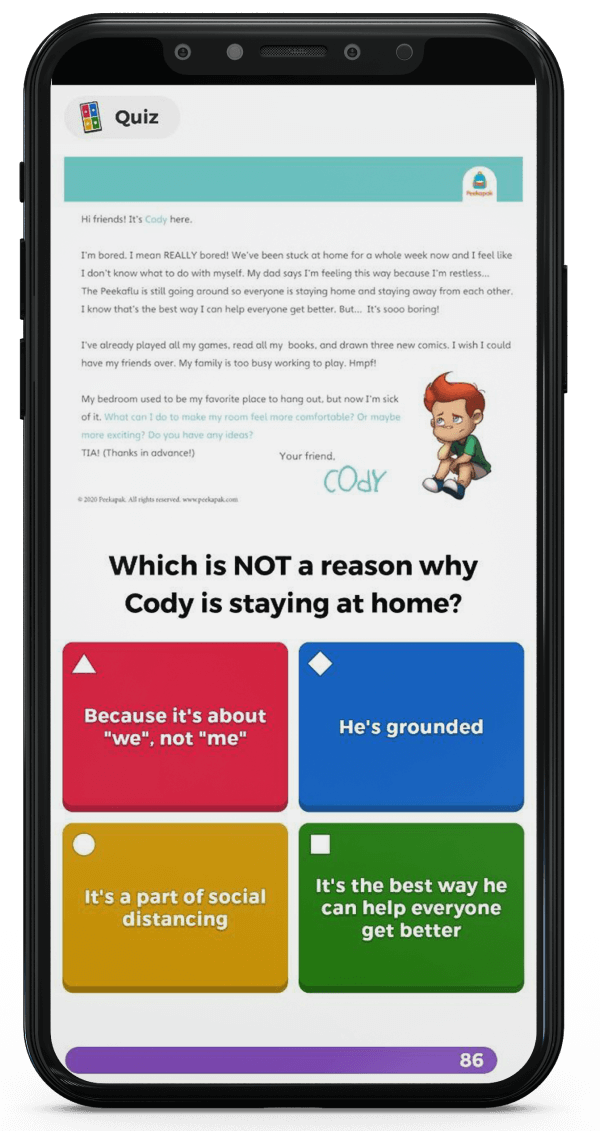 Quiz
Peekapak
Hi friends! It's Cody here.
I'm bored. I mean REALLY bored! We've been stuck at home for a whole week now and I feel like
I don't know what to do with myself. My dad says I'm feeling this way because I'm restless...
The Peekaflu is still going around so everyone is staying home and staying away from each other.
I know that's the best way I can help everyone get better. But... It's sooo boring!
I've already played all my games, read all my books, and drawn three new comics. I wish I could
have my friends over. My family is too busy working to play. Hmpf!
My bedroom used to be my favorite place to hang out, but now I'm sick
of it. What can I do to make my room feel more comfortable? Or maybe
more exciting? Do you have any ideas?
TIA! (Thanks in advance!)
Your friend,
CODY
© 2020 Peekapak. All rights reserved. www.peekapak.com
Which is NOT a reason why
Cody is staying at home?
Because it's about
"we", not "me"
He's grounded
It's a part of social
distancing
It's the best way he
can help everyone
get better
86